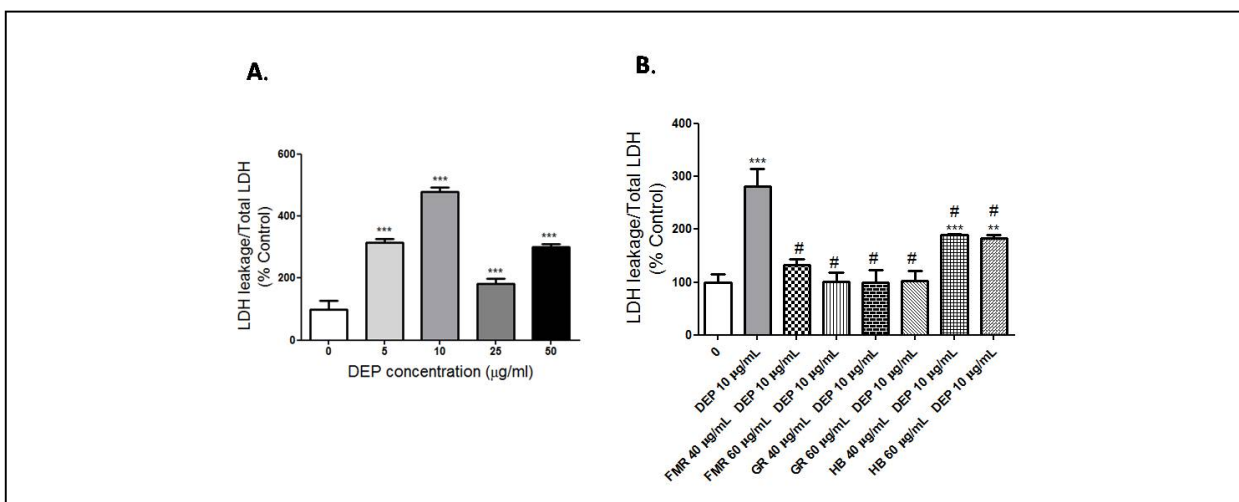 A.
LDH leakage/Total LDH
(% Control)
600
400
200
0
***
***
***
***
0 5 10 25 50
DEP concentration (µg/ml)
B.
LDH leakage/Total LDH
(% Control)
400
300
200
100
0
***
#
#
#
#
#
***
#
**
0
DEP 10 µg/mL
FMR 40 µg/mL DEP 10 µg/mL
FMR 60 µg/mL DEP 10 µg/mL
GR 40 µg/mL DEP 10 µg/mL
GR 60 µg/mL DEP 10 µg/mL
HB 40 µg/mL DEP 10 µg/mL
HB 60 µg/mL DEP 10 µg/mL